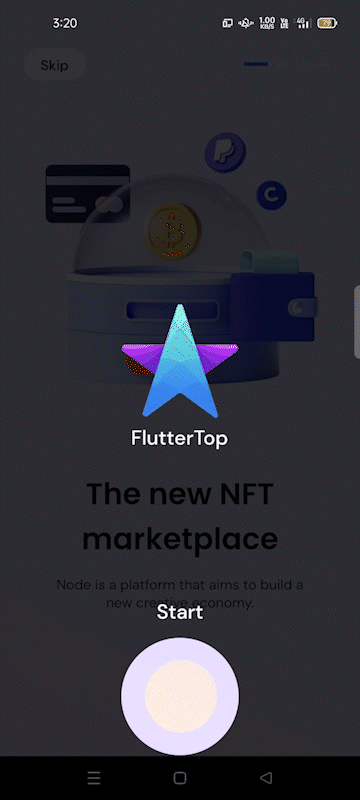 3:20
1.00
KB/S
4G
Skip
FlutterTop
The new NFT
marketplace
Node is a platform that aims to build a
new creative economy.
Start